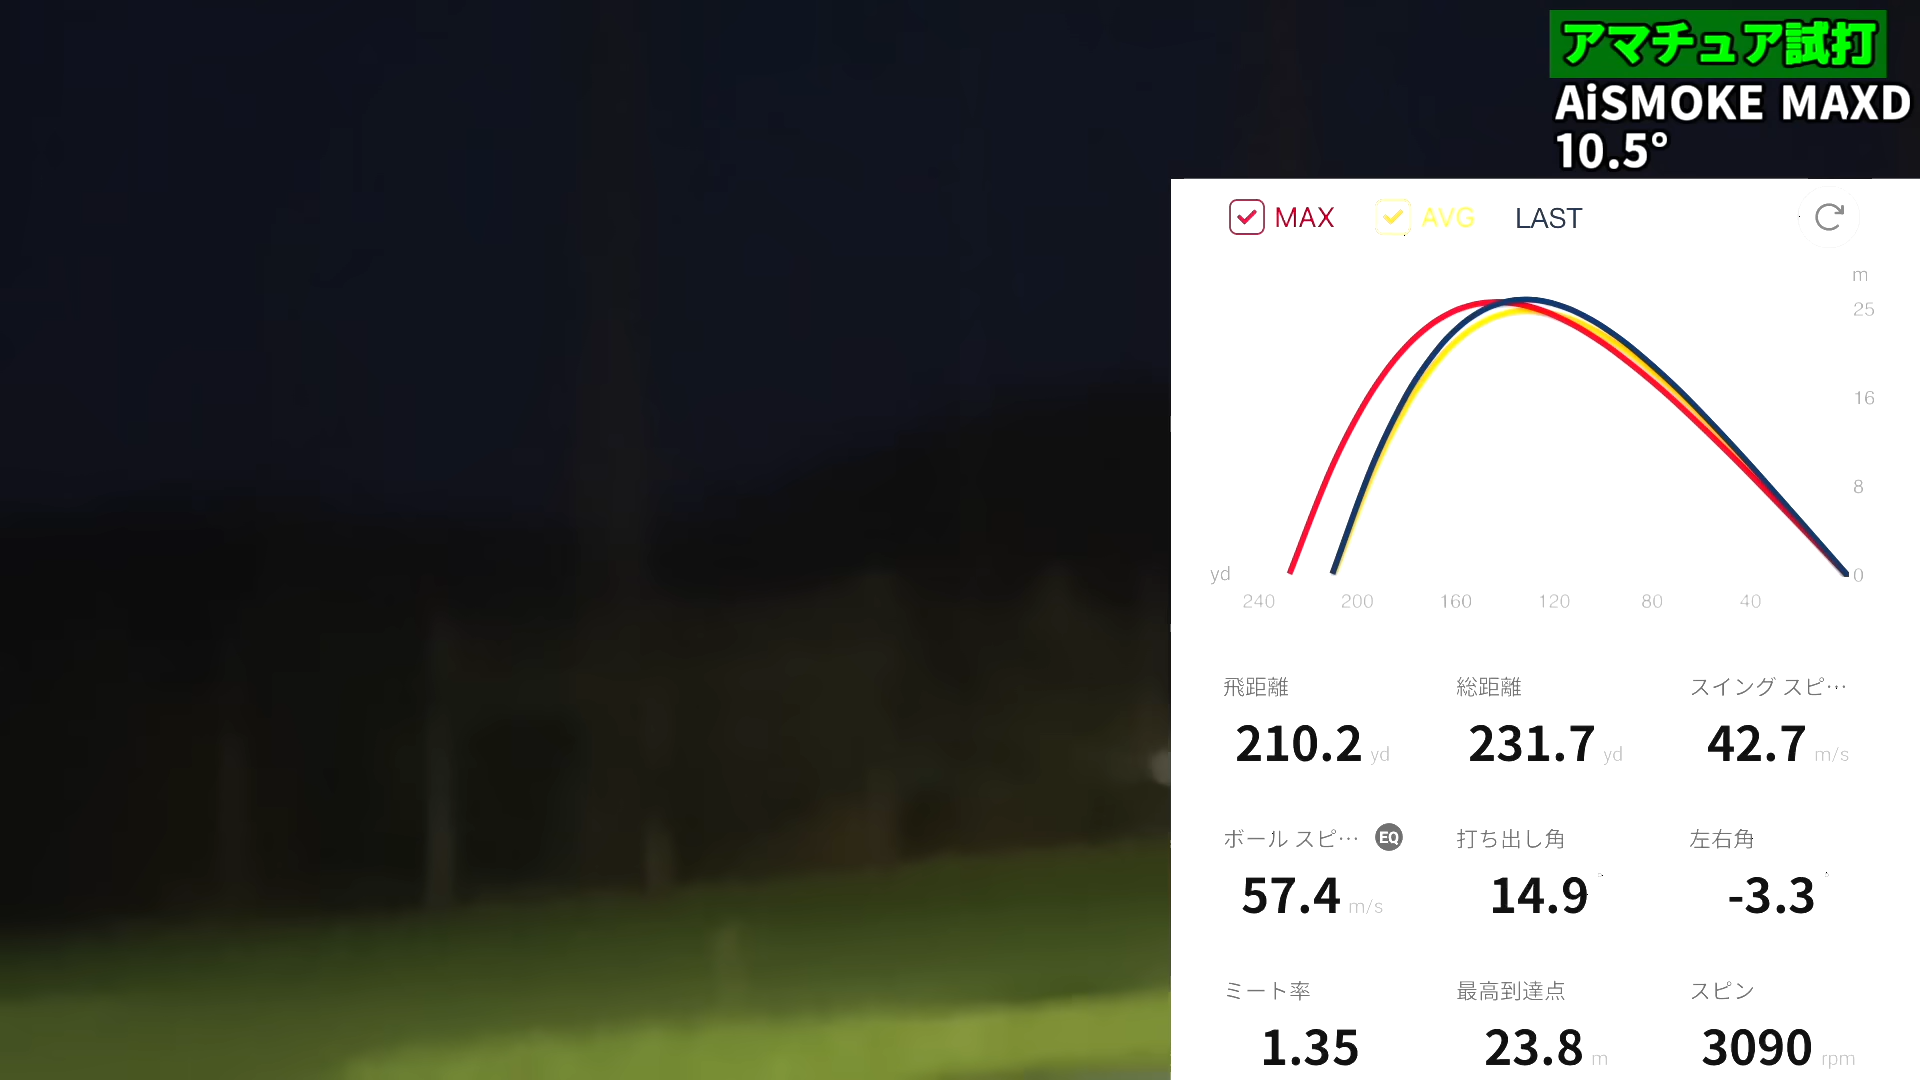 アマチュア試打
AiSMOKE MAXD
10.5°
MAX AVG LAST
m
25
16
8
0
yd
240 200 160 120 80 40
飛距離 総距離 スイング スピ…
210.2 yd 231.7 yd 42.7 m/s
ボール スピ… EQ 打ち出し角 左右角
57.4 m/s 14.9 -3.3
ミート率 最高到達点 スピン
1.35 23.8 m 3090 rpm